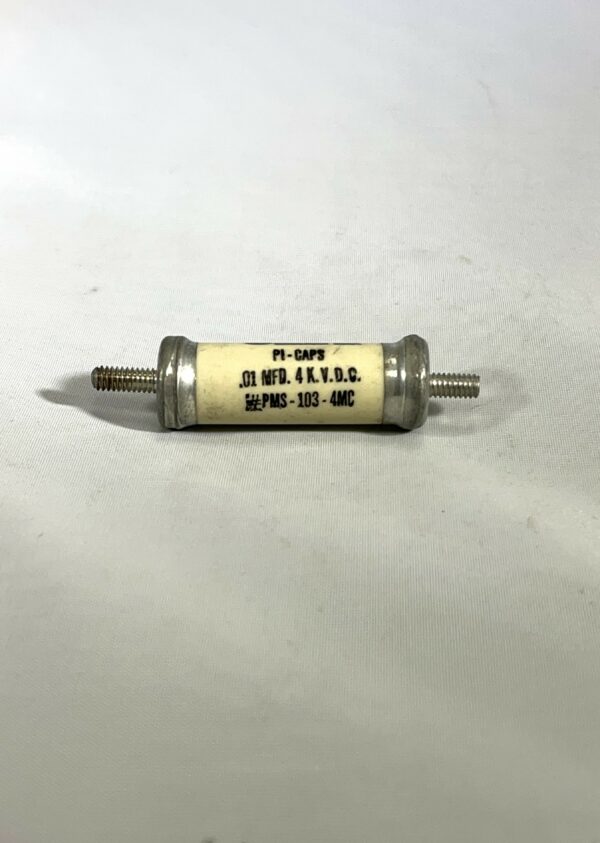 PI-CAPS
.01 MFD. 4 K.V.D.C.
#PMS-103-4MC